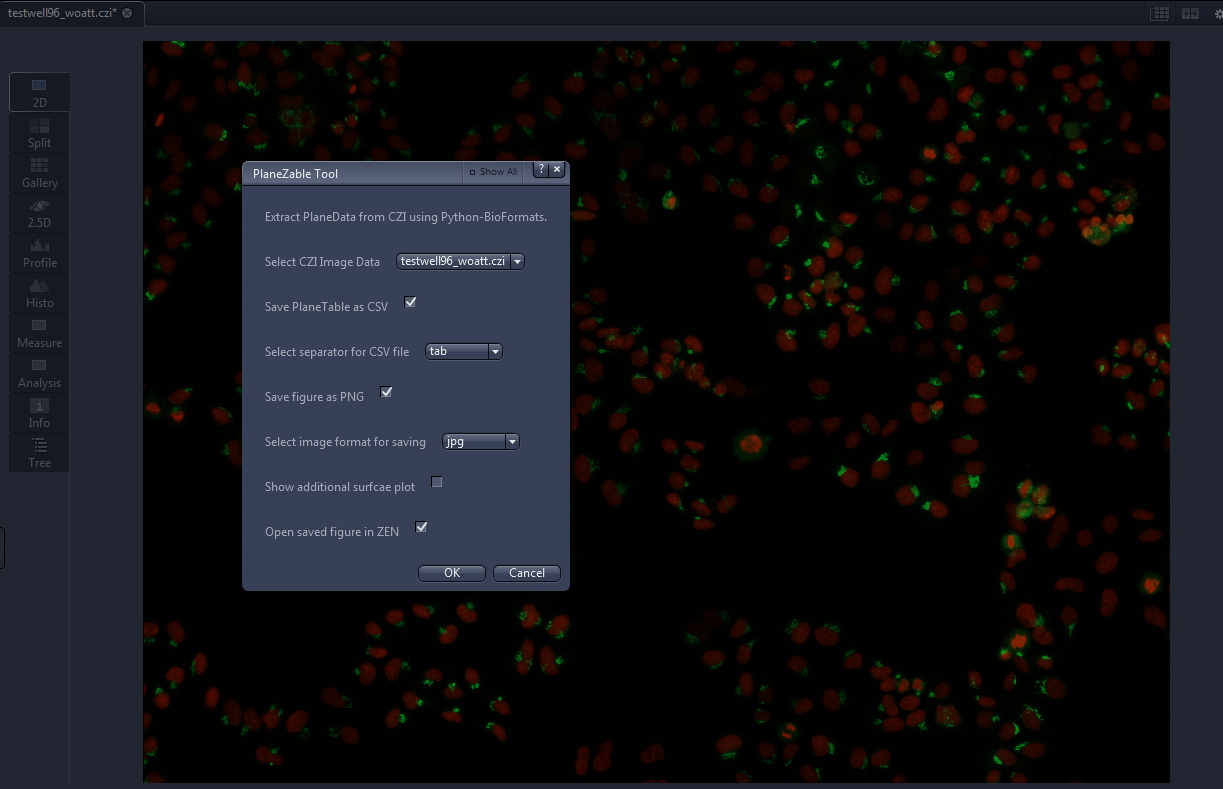 testwell96_woatt.czi*
2D
Split
Gallery
2.5D
Profile
Histo
Measure
Analysis
Info
Tree
PlaneZable Tool
Show All
?
Extract PlaneData from CZI using Python-BioFormats.
Select CZI Image Data testwell96_woatt.czi
Save PlaneTable as CSV
Select separator for CSV file tab
Save figure as PNG
Select image format for saving jpg
Show additional surfcae plot
Open saved figure in ZEN
OK Cancel